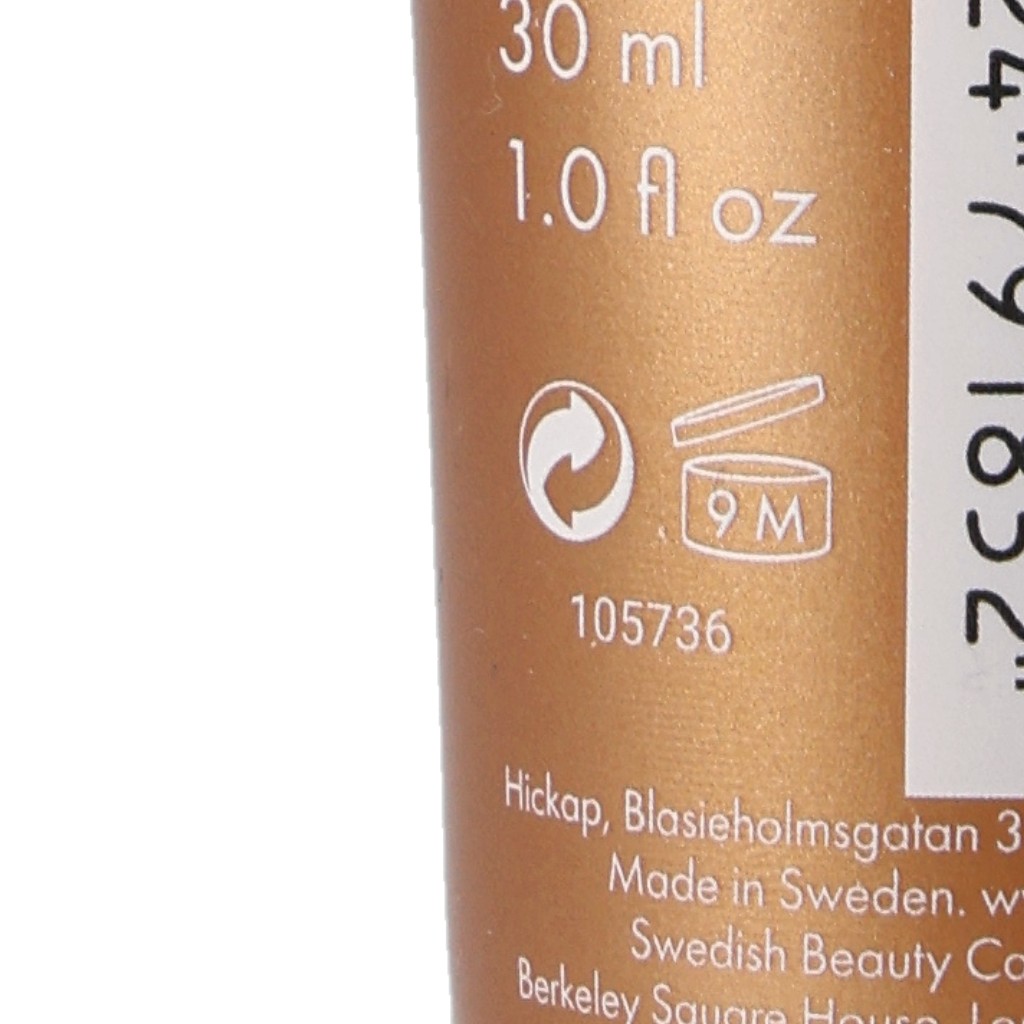 30 ml
1.0 fl oz
9 M
105736
Hickap, Blasieholmsgatan 3
Made in Sweden.
Swedish Beauty
Berkeley Square House,
791852"